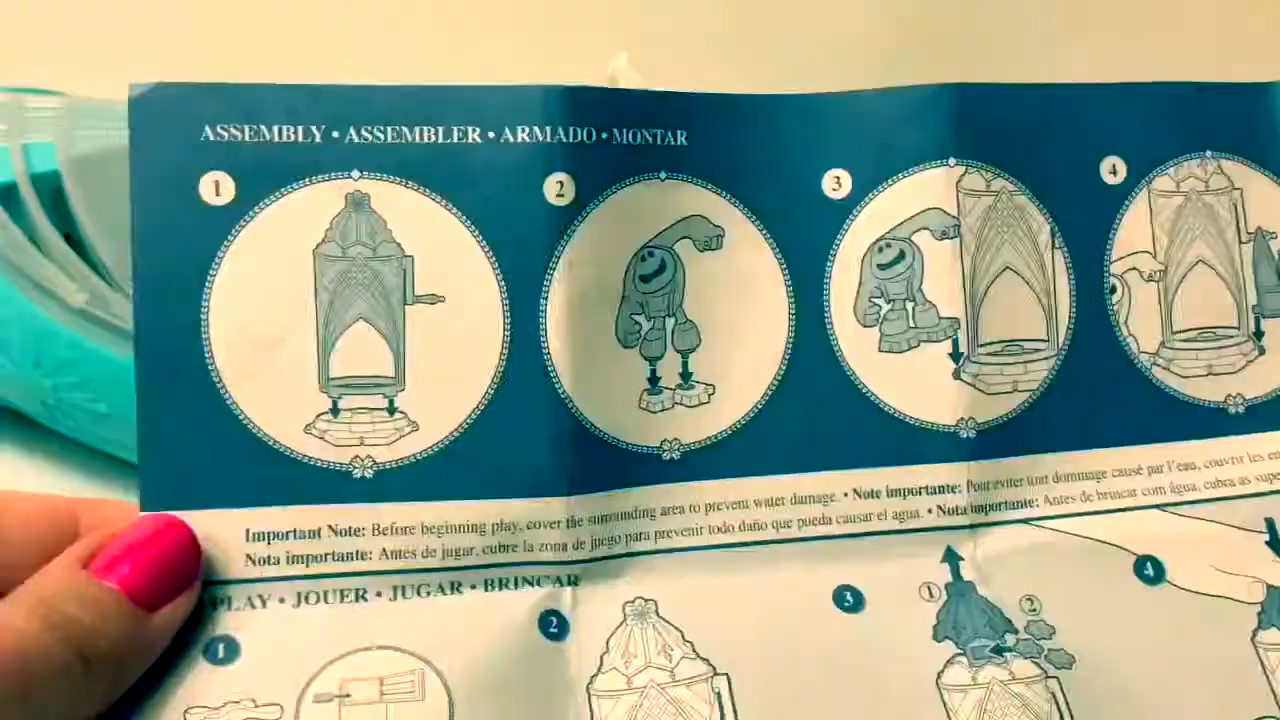 ASSEMBLY • ASSEMBLER • ARMADO • MONTAR
1 2 3 4
Important Note: Before beginning play, cover the surrounding area to prevent water damage. • Note importante: Pour éviter tout dommage causé par l'eau, couvrir les
Nota importante: Antes de jugar, cubre la zona de juego para prevenir todo daño que pueda causar el agua. • Nota importante: Antes de brincar com água, cubra as
PLAY • JOUER • JUGAR • BRINCAR
1 2 3 4
1 2